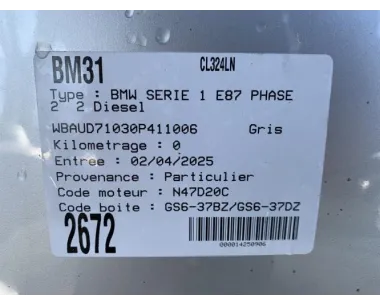 BM31 CL324LN
Type : BMW SERIE 1 E87 PHASE
2 2 Diesel
WBAUD71030P411006 Gris
Kilometrage : 0
Entree : 02/04/2025
Provenance : Particulier
Code moteur : N47D20C
Code boite : GS6-37BZ/GS6-37DZ
2672
000014250906